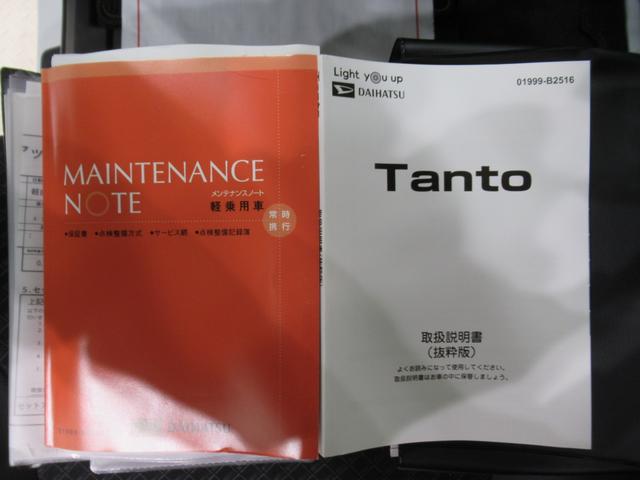 MAINTENANCE
NOTE
メンテナンスノート
軽乗用車
常時
携行
•保証書 •点検整備方式 •サービス網 •点検整備記録簿
DAIHATSU
Light you up
DAIHATSU
01999-B2516
Tanto
取扱説明書
(抜粋版)
よくお読みになって使用してください。
取扱説明書はお車の中に保管しましょう。